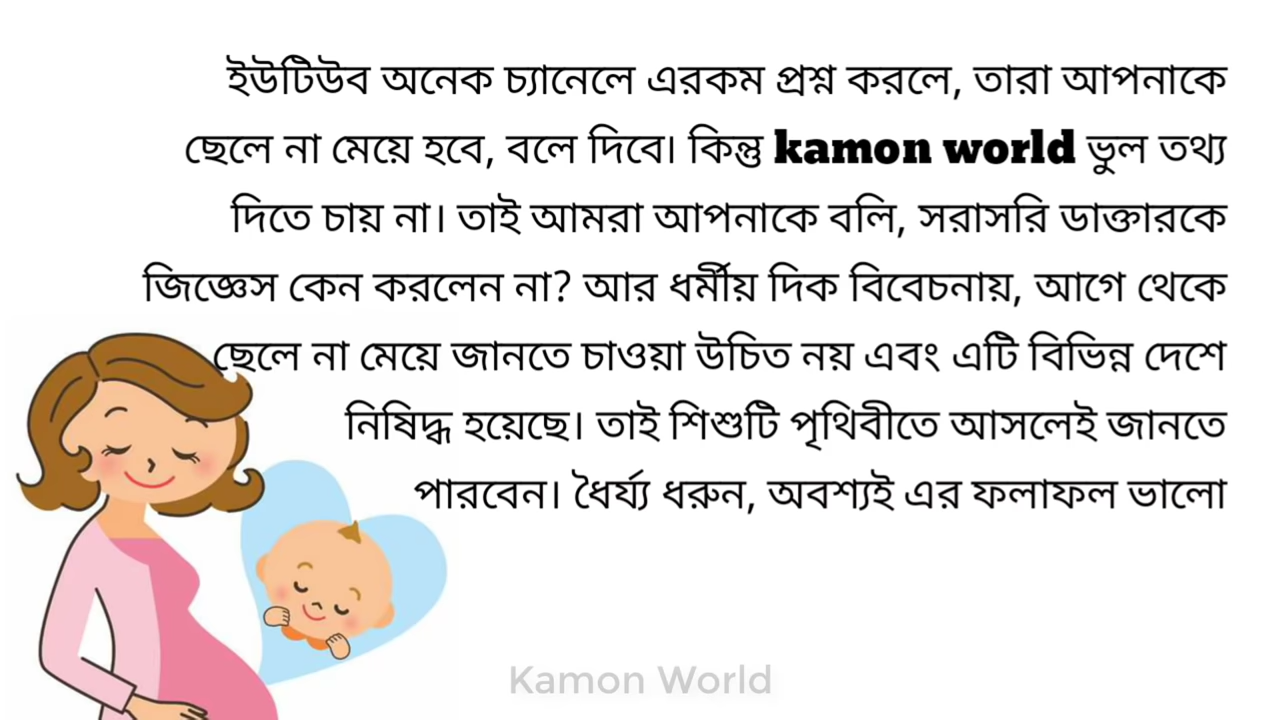 ইউটিউব অনেক চ্যানেলে এরকম প্রশ্ন করলে, তারা আপনাকে
ছেলে না মেয়ে হবে, বলে দিবে। কিন্তু kamon world ভুল তথ্য
দিতে চায় না। তাই আমরা আপনাকে বলি, সরাসরি ডাক্তারকে
জিজ্ঞেস কেন করলেন না? আর ধর্মীয় দিক বিবেচনায়, আগে থেকে
ছেলে না মেয়ে জানতে চাওয়া উচিত নয় এবং এটি বিভিন্ন দেশে
নিষিদ্ধ হয়েছে। তাই শিশুটি পৃথিবীতে আসলেই জানতে
পারবেন। ধৈর্য্য ধরুন, অবশ্যই এর ফলাফল ভালো
Kamon World